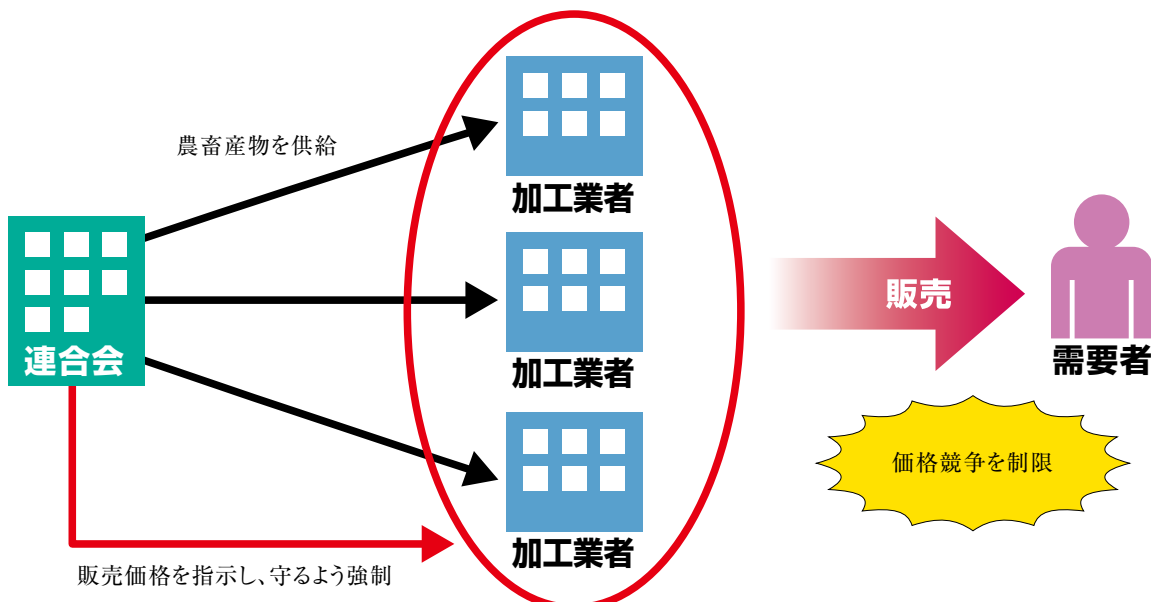 農畜産物を供給
連合会
加工業者
加工業者
加工業者
販売
需要者
価格競争を制限
販売価格を指示し、守るよう強制